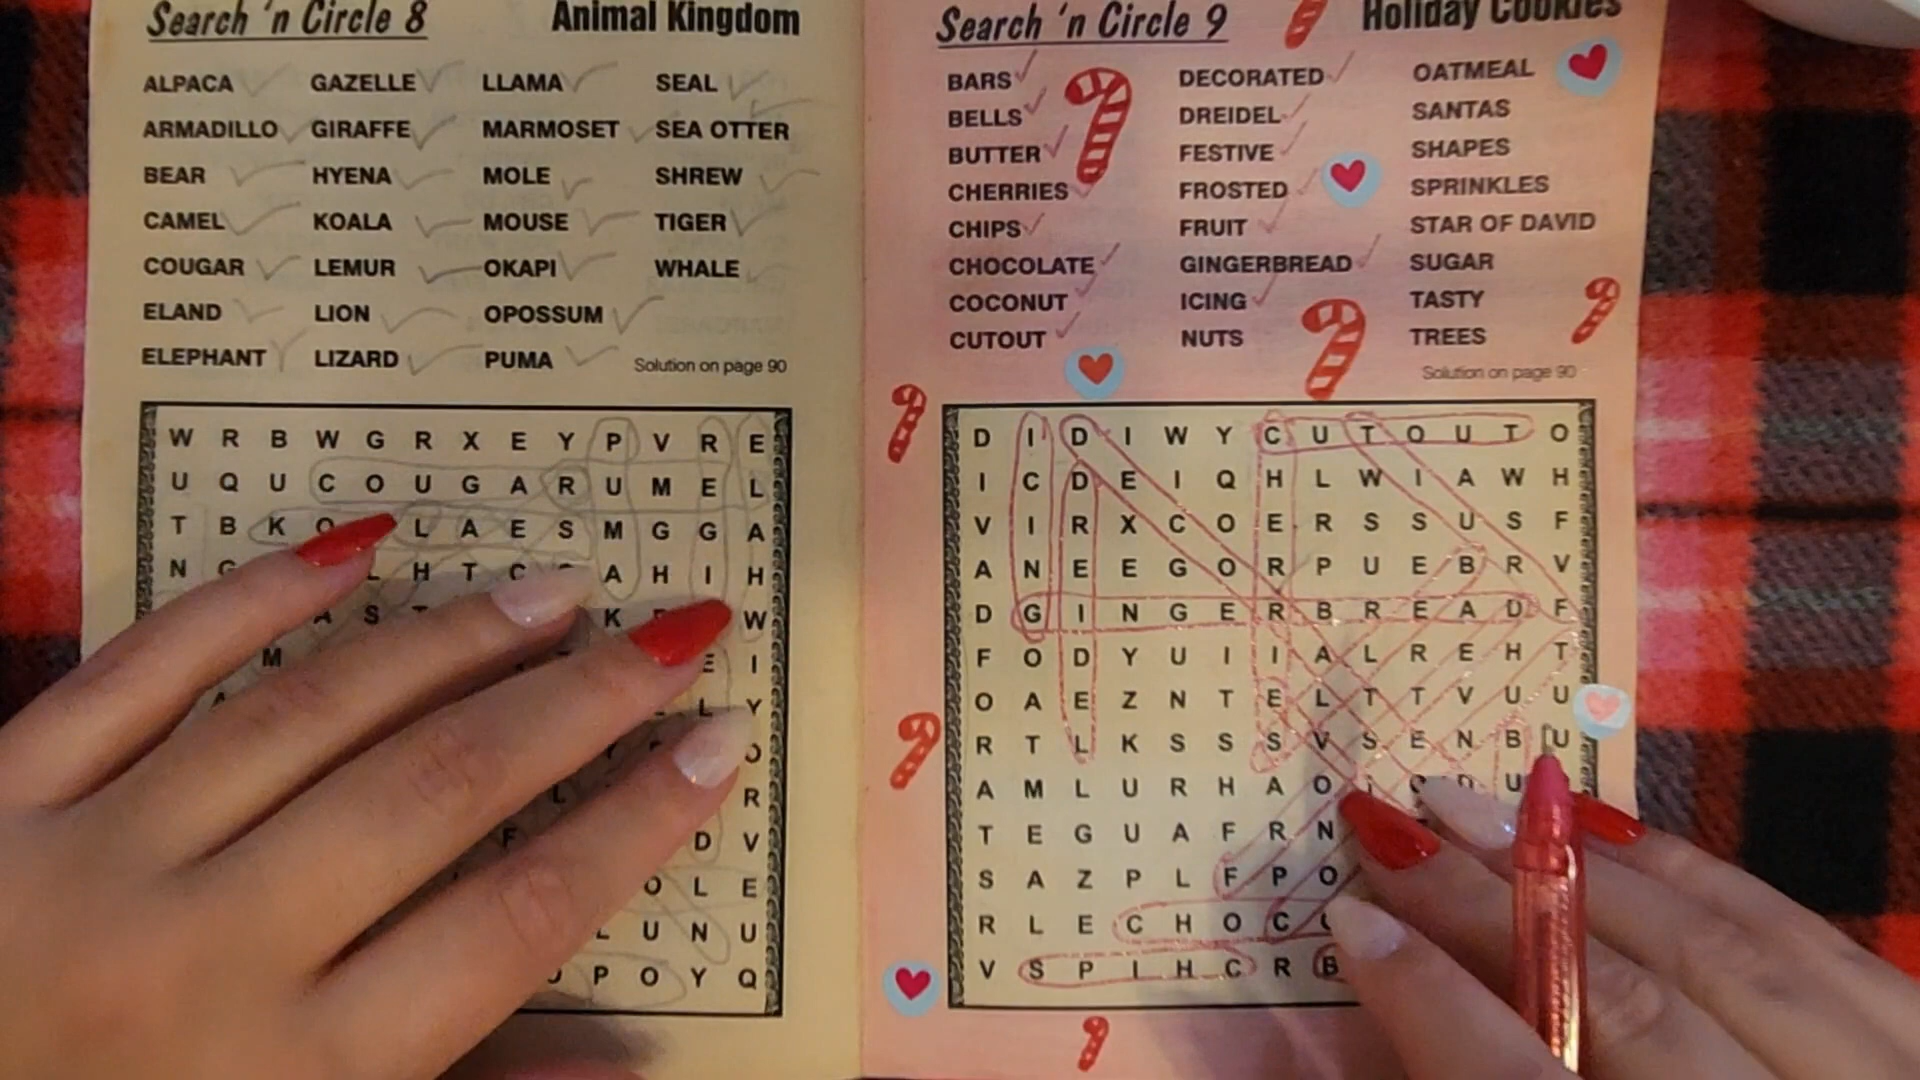 Search 'n Circle 8 Animal Kingdom
ALPACA GAZELLE LLAMA SEAL
ARMADILLO GIRAFFE MARMOSET SEA OTTER
BEAR HYENA MOLE SHREW
CAMEL KOALA MOUSE TIGER
COUGAR LEMUR OKAPI WHALE
ELAND LION OPOSSUM
ELEPHANT LIZARD PUMA Solution on page 90
W R B W G R X E Y P V R E
U Q U C O U G A R U M E L
T B K O L A E S M G G A
N H T C A H I H
A S K W
M E I
L Y
O
L R
F D V
O L E
L U N U
P O Y Q
Search 'n Circle 9 Holiday Cookies
BARS DECORATED OATMEAL
BELLS DREIDEL SANTAS
BUTTER FESTIVE SHAPES
CHERRIES FROSTED SPRINKLES
CHIPS FRUIT STAR OF DAVID
CHOCOLATE GINGERBREAD SUGAR
COCONUT ICING TASTY
CUTOUT NUTS TREES
Solution on page 90
D I D I W Y C U T O U T O
I C D E I Q H L W I A W H
V I R X C O E R S S U S F
A N E E G O R P U E B R V
D G I N G E R B R E A D F
F O D Y U I I A L R E H T
O A E Z N T E L T T V U U
R T L K S S S V S E N B U
A M L U R H A O U
T E G U A F R N
S A Z P L F P O
R L E C H O C
V S P I H C R B